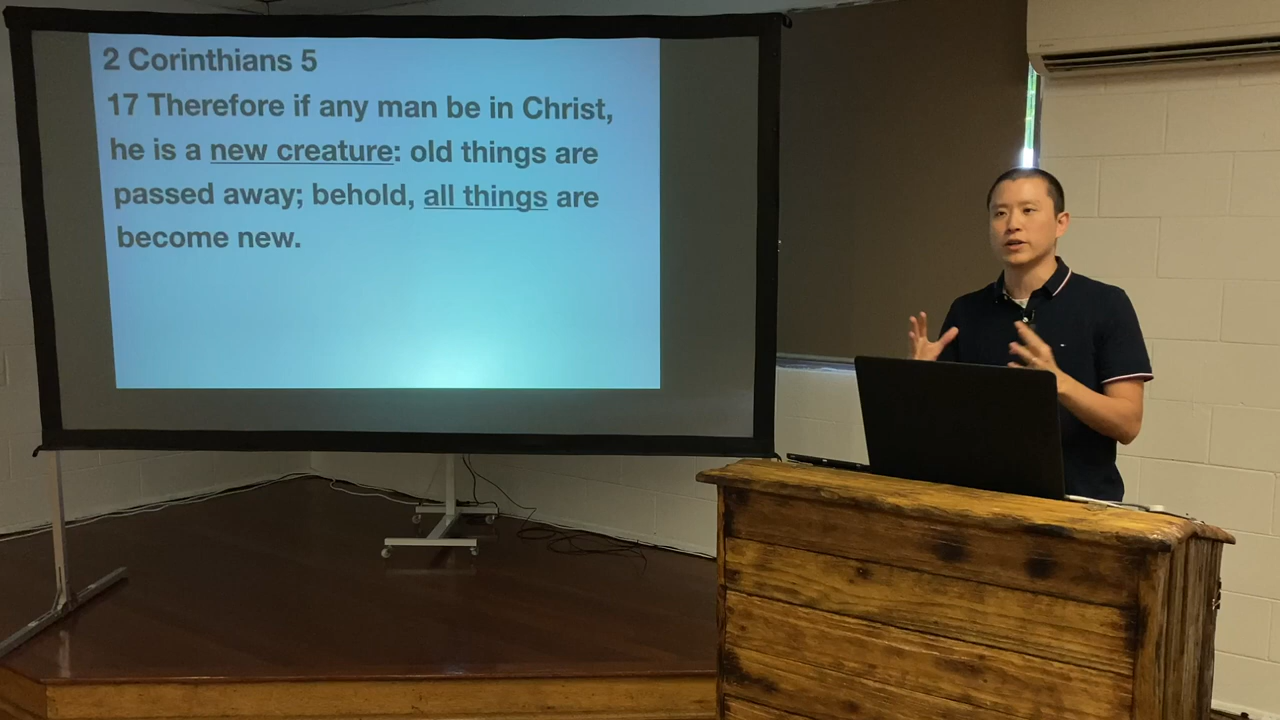 2 Corinthians 5
17 Therefore if any man be in Christ,
he is a new creature: old things are
passed away; behold, all things are
become new.